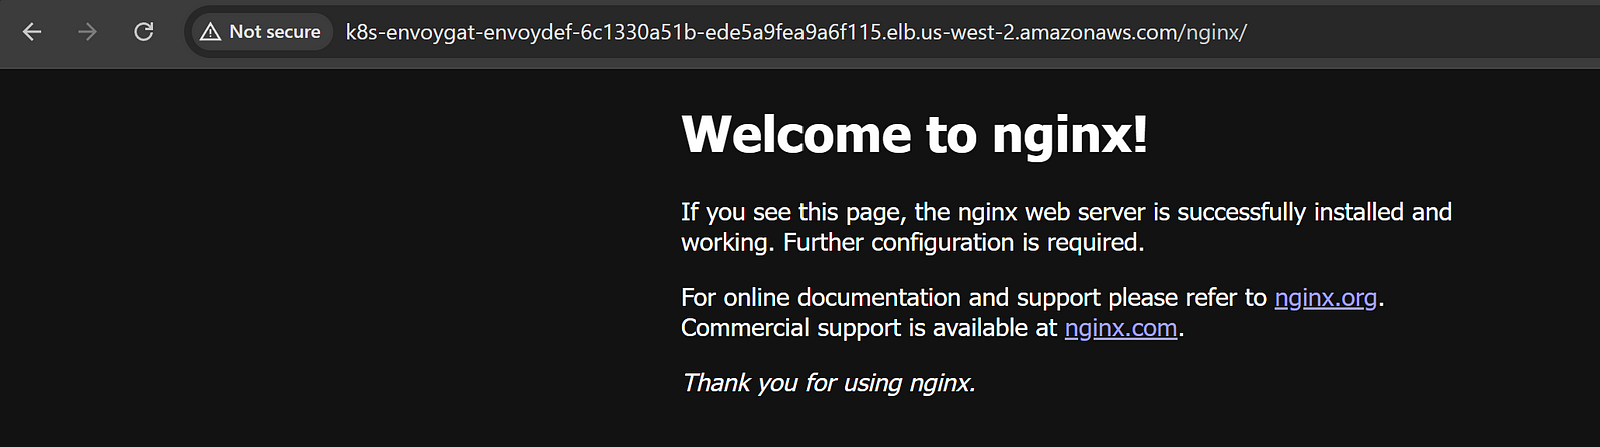 Not secure k8s-envoygat-envoydef-6c1330a51b-ede5a9fea9a6f115.elb.us-west-2.amazonaws.com/nginx/
Welcome to nginx!
If you see this page, the nginx web server is successfully installed and
working. Further configuration is required.
For online documentation and support please refer to nginx.org.
Commercial support is available at nginx.com.
Thank you for using nginx.